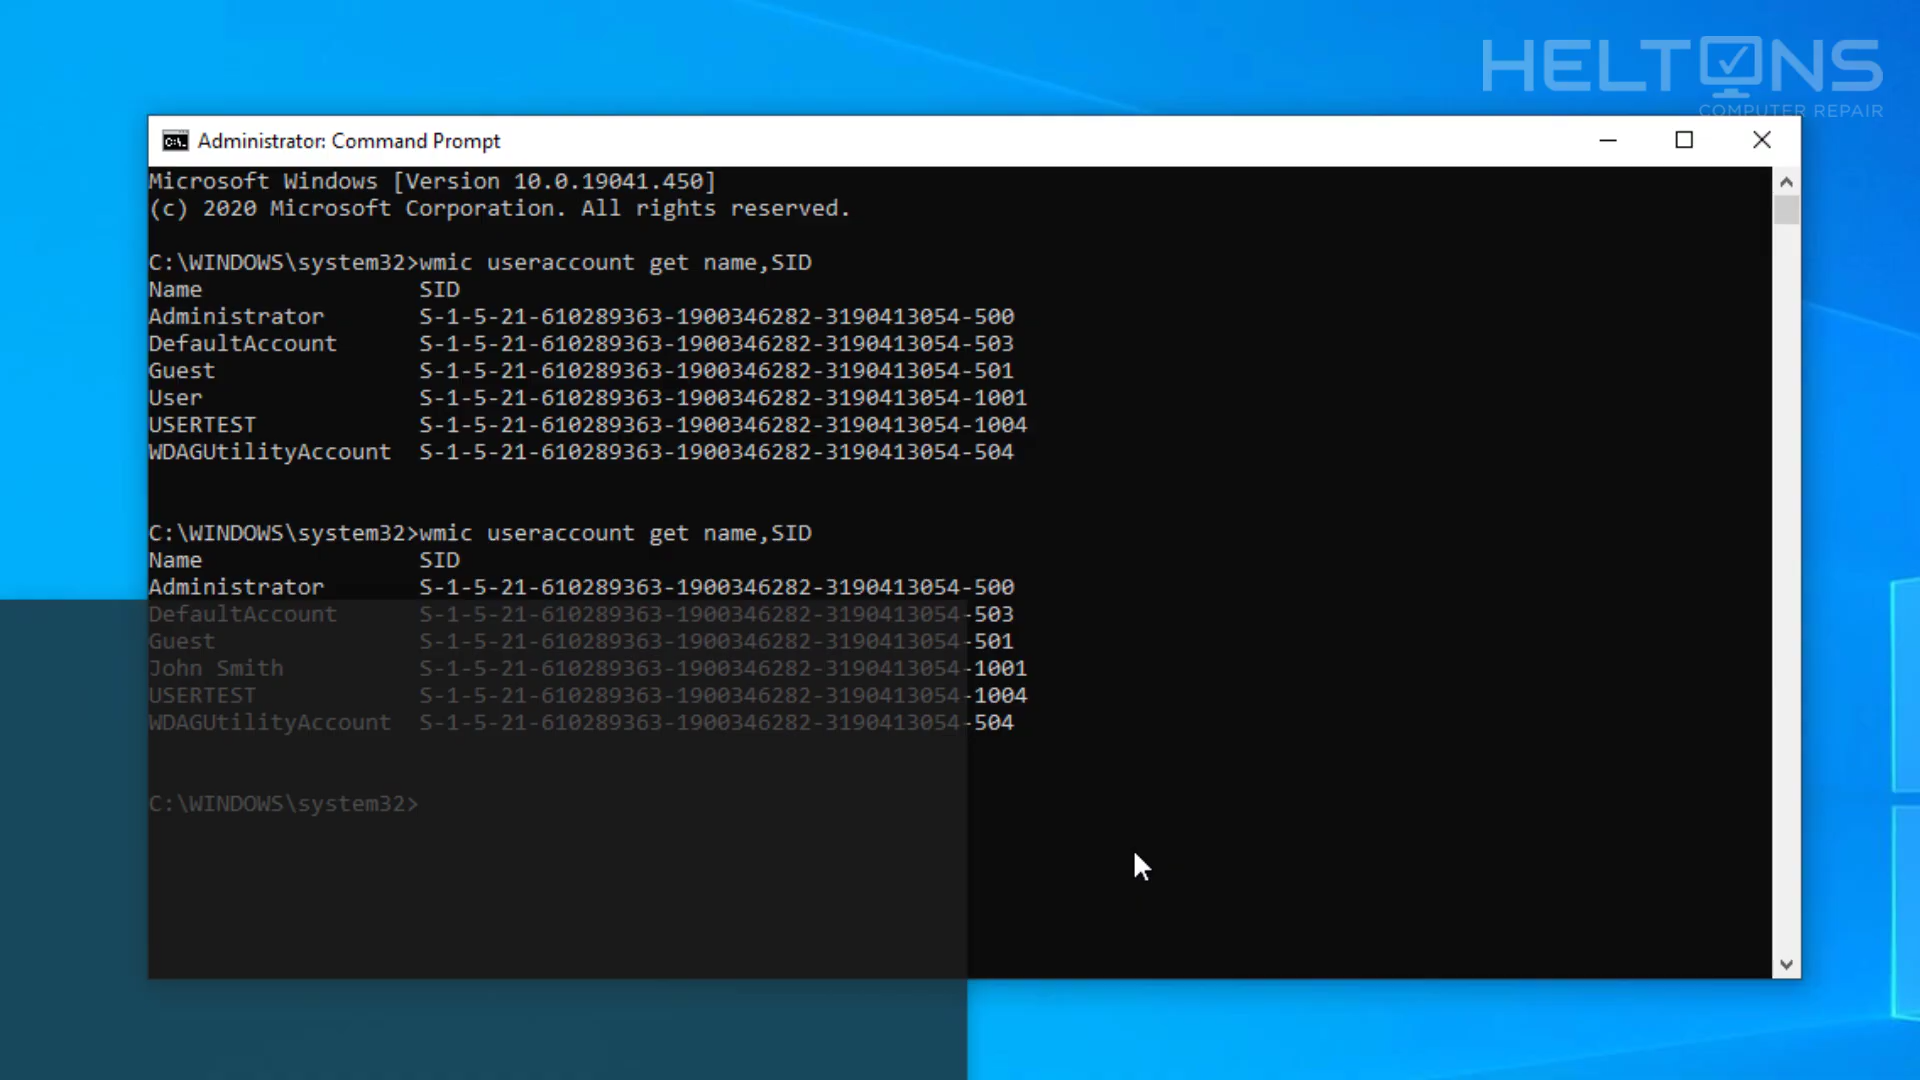 HELTONS
COMPUTER REPAIR
Administrator: Command Prompt
Microsoft Windows [Version 10.0.19041.450]
(c) 2020 Microsoft Corporation. All rights reserved.
C:\WINDOWS\system32>wmic useraccount get name,SID
Name SID
Administrator S-1-5-21-610289363-1900346282-3190413054-500
DefaultAccount S-1-5-21-610289363-1900346282-3190413054-503
Guest S-1-5-21-610289363-1900346282-3190413054-501
User S-1-5-21-610289363-1900346282-3190413054-1001
USERTEST S-1-5-21-610289363-1900346282-3190413054-1004
WDAGUtilityAccount S-1-5-21-610289363-1900346282-3190413054-504
C:\WINDOWS\system32>wmic useraccount get name,SID
Name SID
Administrator S-1-5-21-610289363-1900346282-3190413054-500
DefaultAccount S-1-5-21-610289363-1900346282-3190413054-503
Guest S-1-5-21-610289363-1900346282-3190413054-501
John Smith S-1-5-21-610289363-1900346282-3190413054-1001
USERTEST S-1-5-21-610289363-1900346282-3190413054-1004
WDAGUtilityAccount S-1-5-21-610289363-1900346282-3190413054-504
C:\WINDOWS\system32>